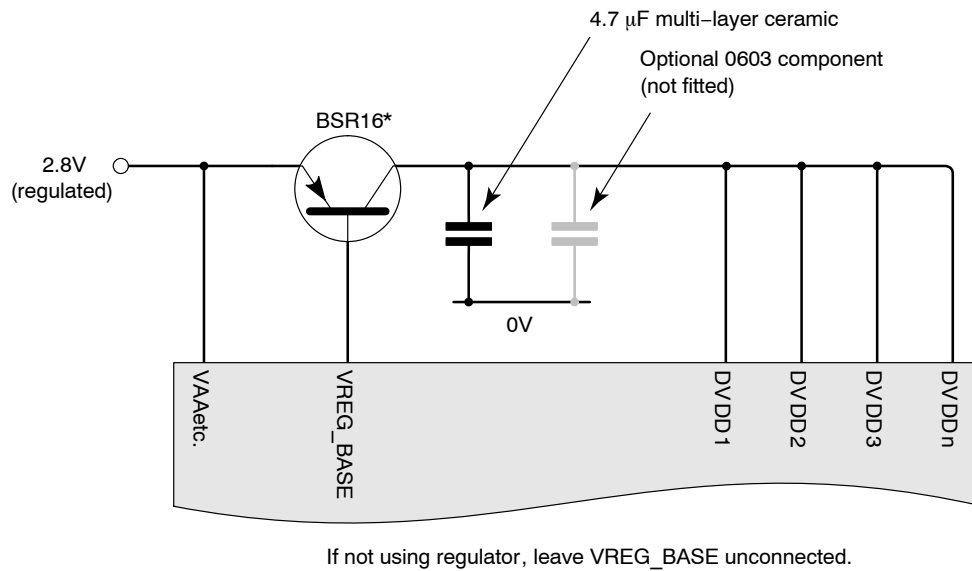 4.7 μF multi−layer ceramic
Optional 0603 component
(not fitted)
BSR16*
2.8V
(regulated)
0V
VAAetc.
VREG_BASE
DVDD1
DVDD2
DVDD3
DVDDn
If not using regulator, leave VREG_BASE unconnected.